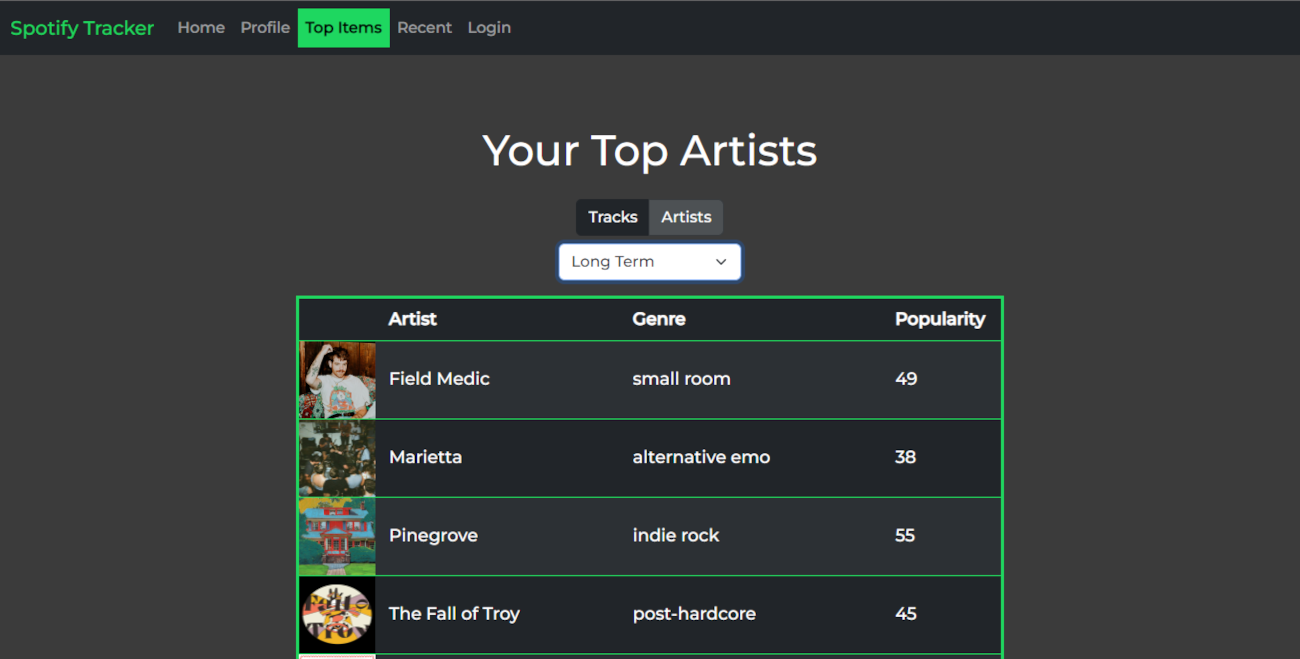 Spotify Tracker Home Profile Top Items Recent Login
Your Top Artists
Tracks Artists
Long Term
Artist Genre Popularity
Field Medic small room 49
Marietta alternative emo 38
Pinegrove indie rock 55
The Fall of Troy post-hardcore 45